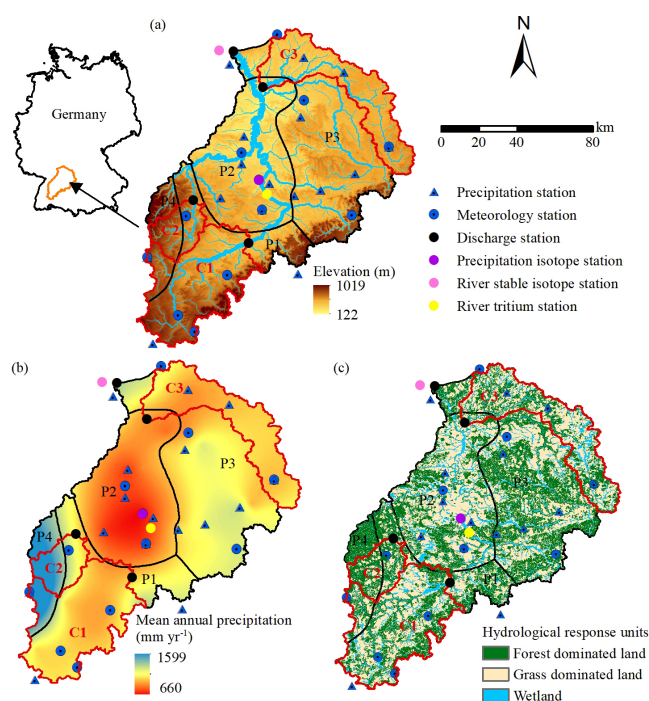 (a)
Germany
N
km
0 20 40 80
C3
P3
P2
P4
C2
P1
C1
Precipitation station
Meteorology station
Discharge station
Precipitation isotope station
River stable isotope station
River tritium station
Elevation (m)
1019
122
(b)
C3
P3
P2
P4
C2
P1
C1
Mean annual precipitation
(mm yr-1)
1599
660
(c)
C3
P3
P2
P4
C2
P1
C1
Hydrological response units
Forest dominated land
Grass dominated land
Wetland